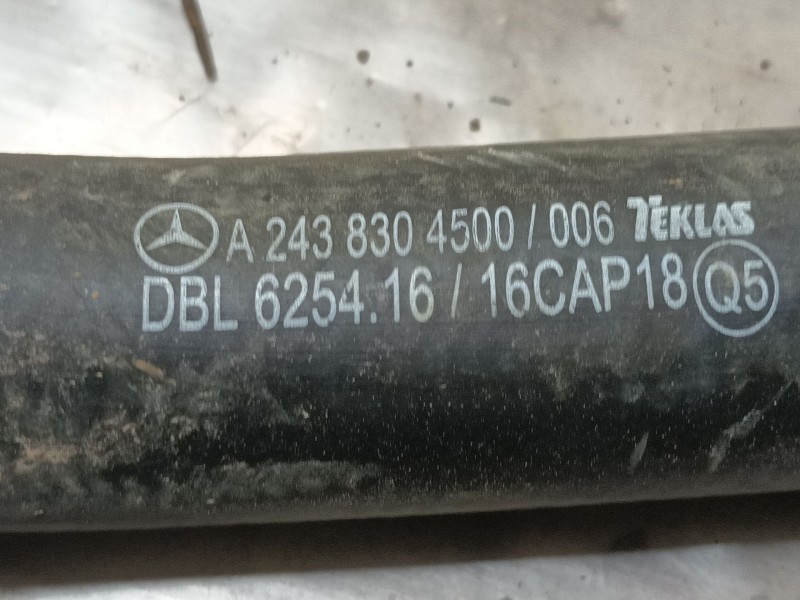 A 243 830 4500 / 006 TEKLAS
DBL 6254.16 / 16CAP18 Q5